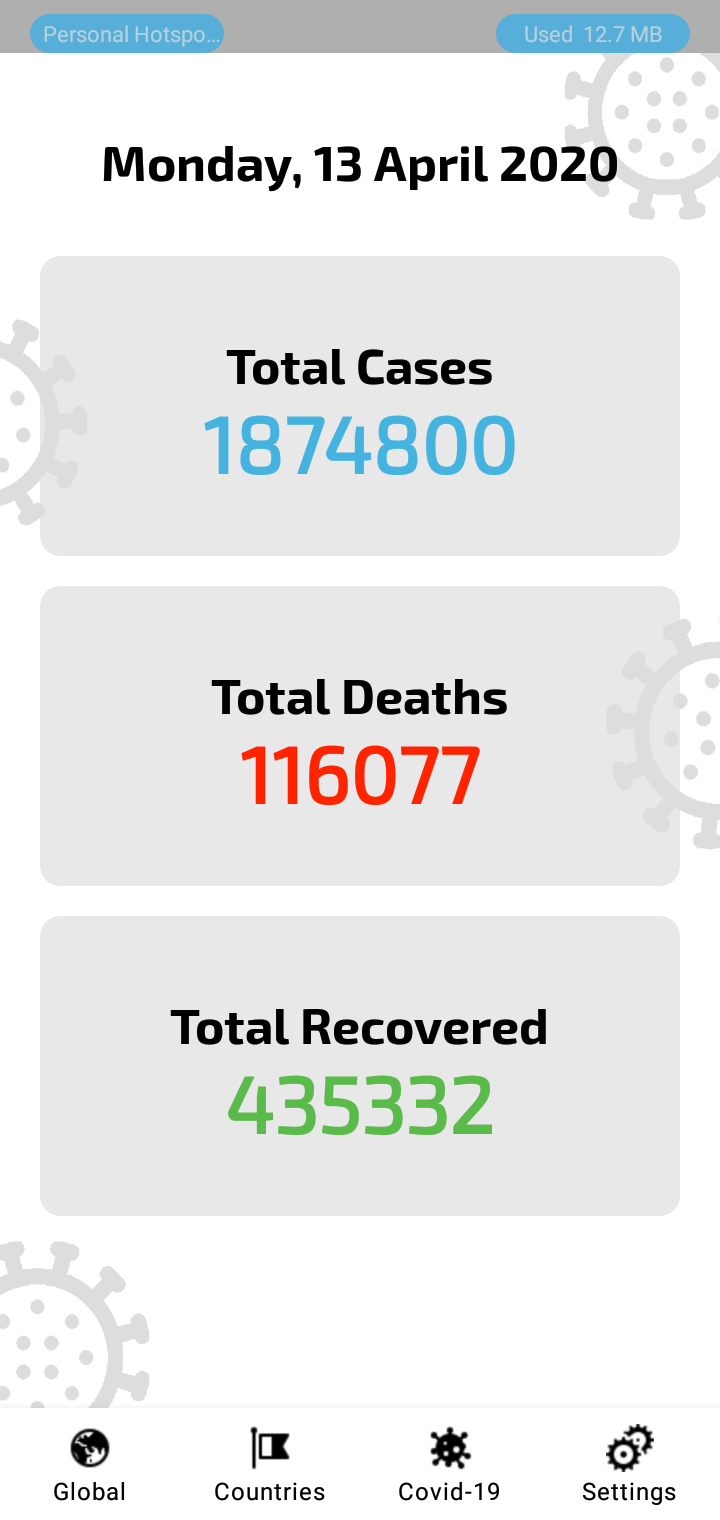 Personal Hotspo...
Used 12.7 MB
Monday, 13 April 2020
Total Cases
1874800
Total Deaths
116077
Total Recovered
435332
Global
Countries
Covid-19
Settings